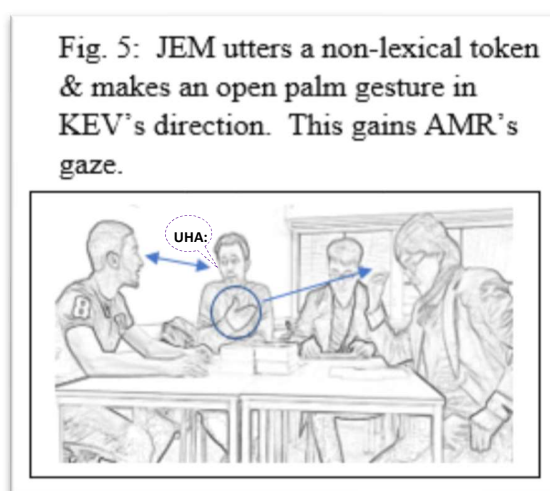 Fig. 5:  JEM utters a non-lexical token
& makes an open palm gesture in
KEV's direction.  This gains AMR's
gaze.
UHA:
8